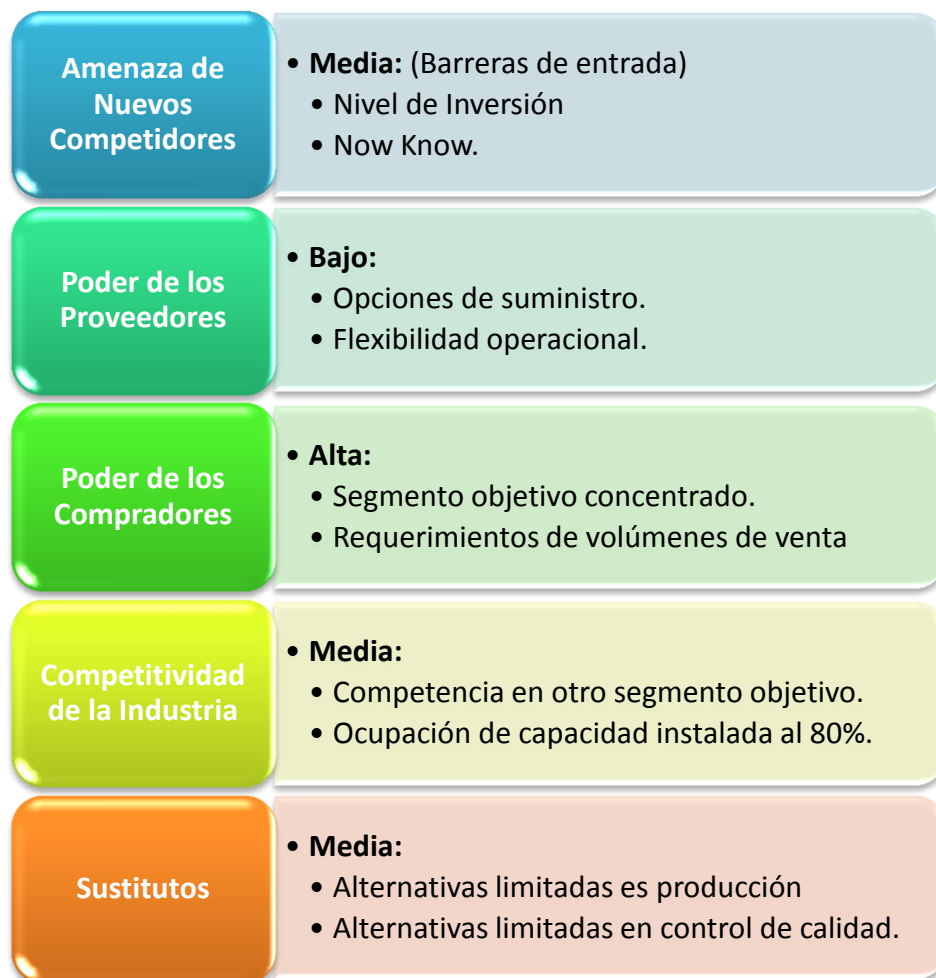 Amenaza de
Nuevos
Competidores
• Media: (Barreras de entrada)
• Nivel de Inversión
• Now Know.
Poder de los
Proveedores
• Bajo:
• Opciones de suministro.
• Flexibilidad operacional.
Poder de los
Compradores
• Alta:
• Segmento objetivo concentrado.
• Requerimientos de volúmenes de venta
Competitividad
de la Industria
• Media:
• Competencia en otro segmento objetivo.
• Ocupación de capacidad instalada al 80%.
Sustitutos
• Media:
• Alternativas limitadas es producción
• Alternativas limitadas en control de calidad.